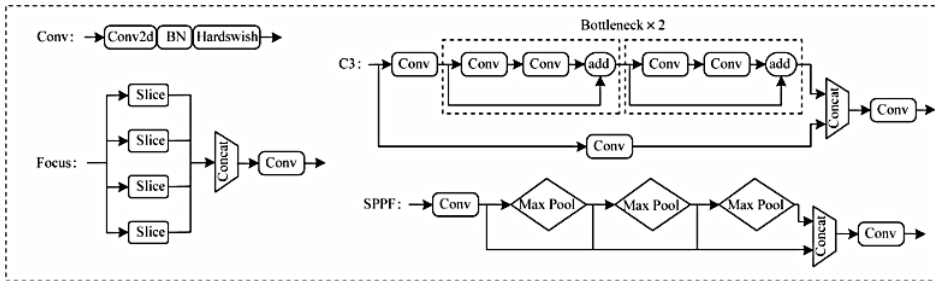 Conv: Conv2d BN Hardswish
Focus: Slice Slice Slice Slice Concat Conv
Bottleneck × 2
C3: Conv Conv Conv add Conv Conv add Concat Conv
Conv
SPPF: Conv Max Pool Max Pool Max Pool Concat Conv